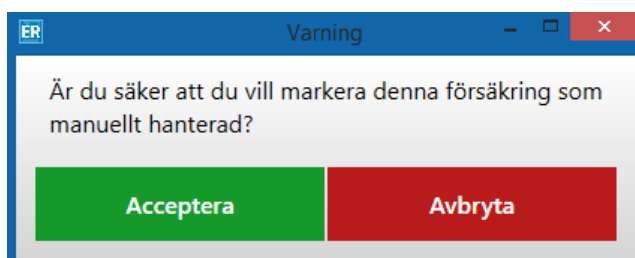 ER
Varning
Är du säker att du vill markera denna försäkring som
manuellt hanterad?
Acceptera
Avbryta